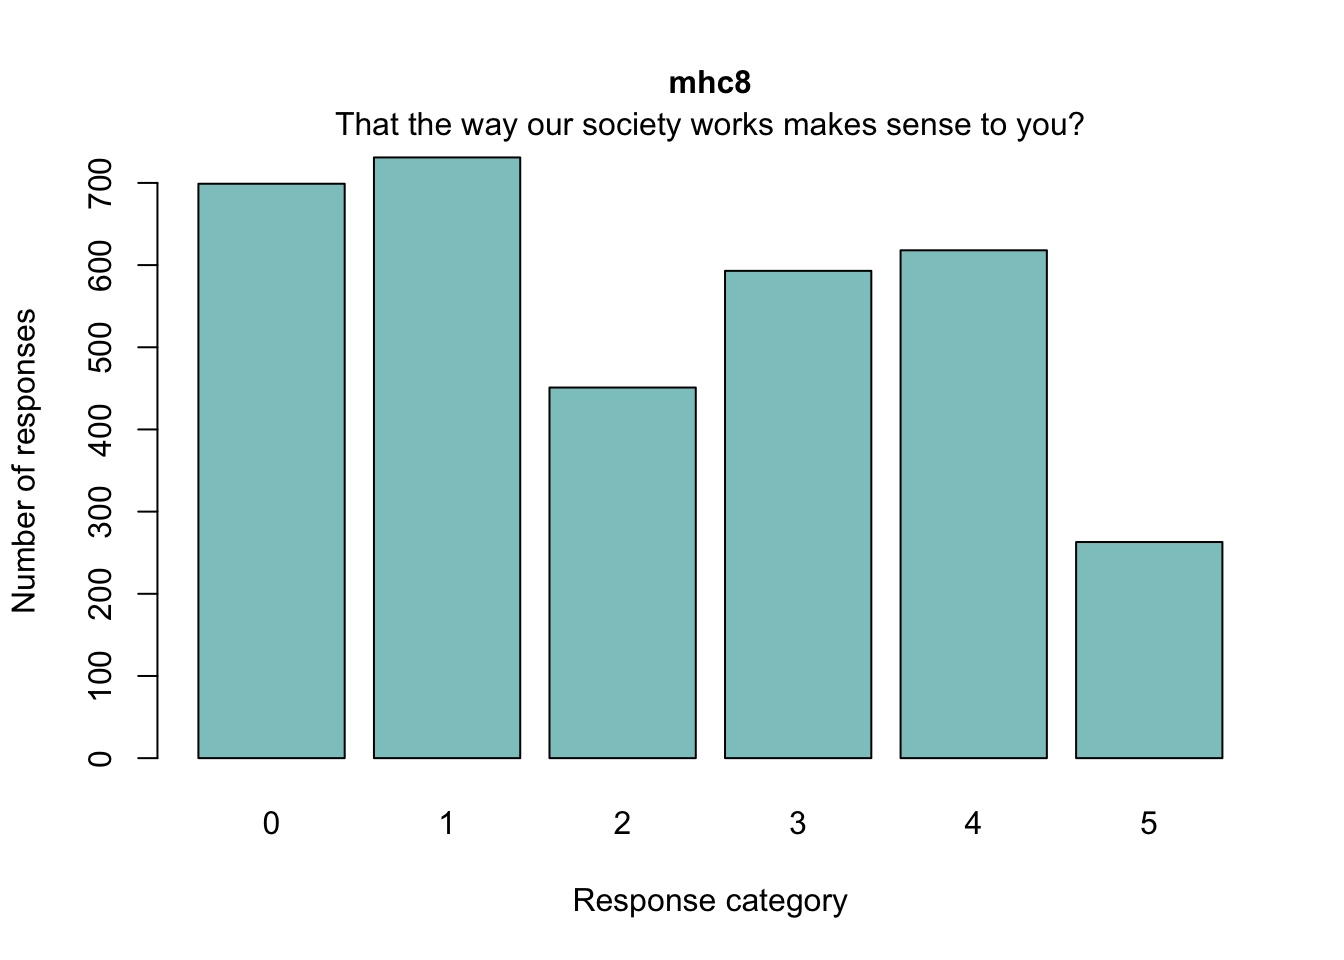 mhc8
That the way our society works makes sense to you?
Number of responses
700
600
500
400
300
200
100
0
0 1 2 3 4 5
Response category